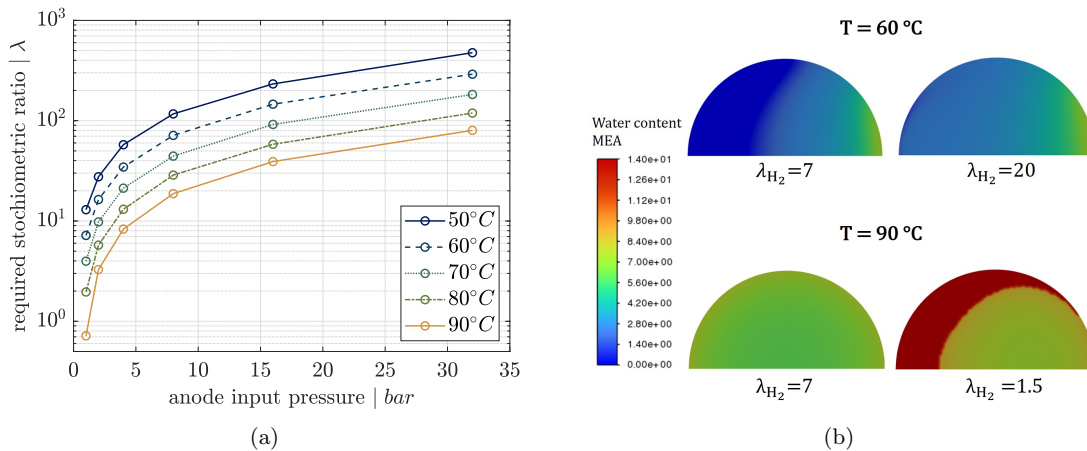 required stochiometric ratio | λ
10³
10²
10¹
10⁰
0
5
10
15
20
25
30
35
anode input pressure | bar
50°C
60°C
70°C
80°C
90°C
(a)
T = 60 °C
Water content
MEA
1.40e+01
1.26e+01
1.12e+01
9.80e+00
8.40e+00
7.00e+00
5.60e+00
4.20e+00
2.80e+00
1.40e+00
0.00e+00
λH₂=7
λH₂=20
T = 90 °C
λH₂=7
λH₂ =1.5
(b)